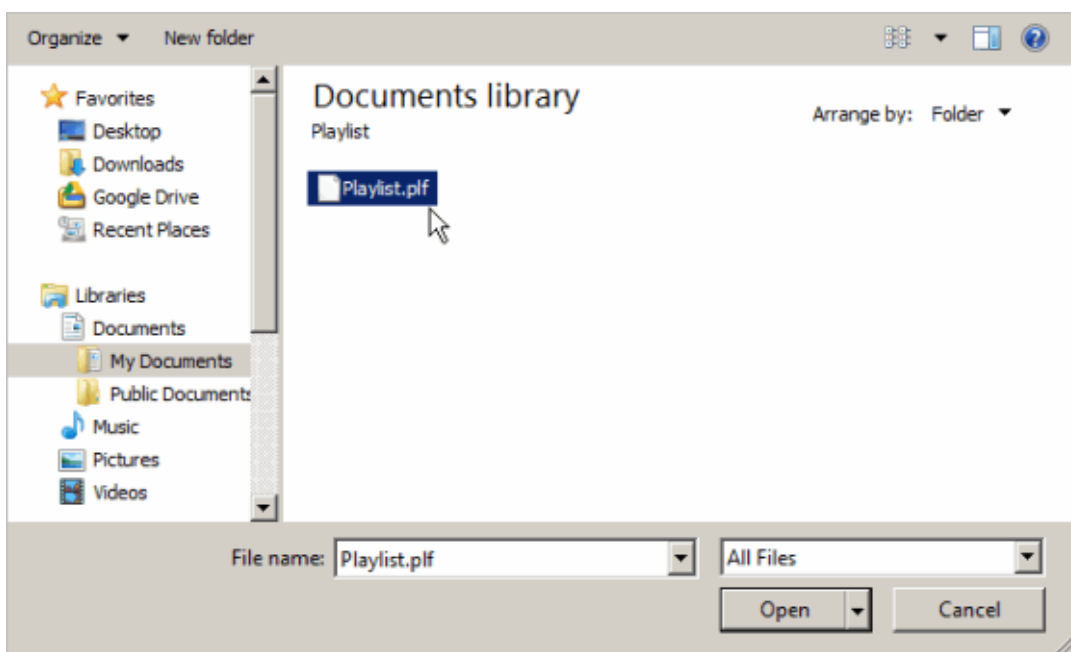 Organize New folder
Favorites
Desktop
Downloads
Google Drive
Recent Places
Libraries
Documents
My Documents
Public Documents
Music
Pictures
Videos
Documents library
Playlist
Arrange by: Folder
Playlist.plf
File name: Playlist.plf
All Files
Open
Cancel